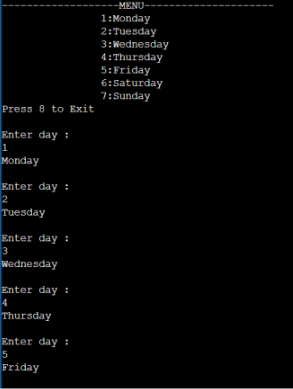 -------------------MENU---------------------
1:Monday
2:Tuesday
3:Wednesday
4:Thursday
5:Friday
6:Saturday
7:Sunday
Press 8 to Exit
Enter day :
1
Monday
Enter day :
2
Tuesday
Enter day :
3
Wednesday
Enter day :
4
Thursday
Enter day :
5
Friday